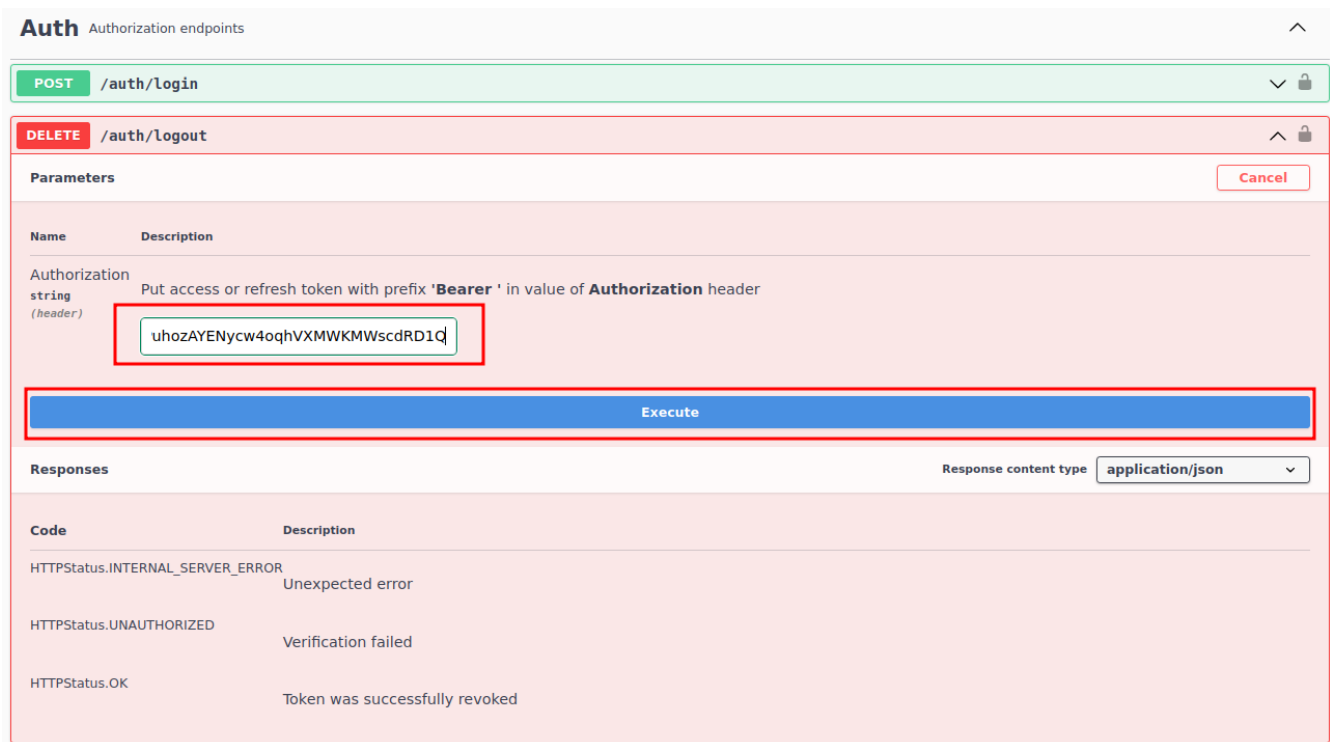 Auth Authorization endpoints
POST /auth/login
DELETE /auth/logout
Parameters
Cancel
Name Description
Authorization
string
(header)
Put access or refresh token with prefix 'Bearer ' in value of Authorization header
uhozAYENycw4oqhVXMWKMWscdRD1Q
Execute
Responses
Response content type application/json
Code Description
HTTPStatus.INTERNAL_SERVER_ERROR
Unexpected error
HTTPStatus.UNAUTHORIZED
Verification failed
HTTPStatus.OK
Token was successfully revoked